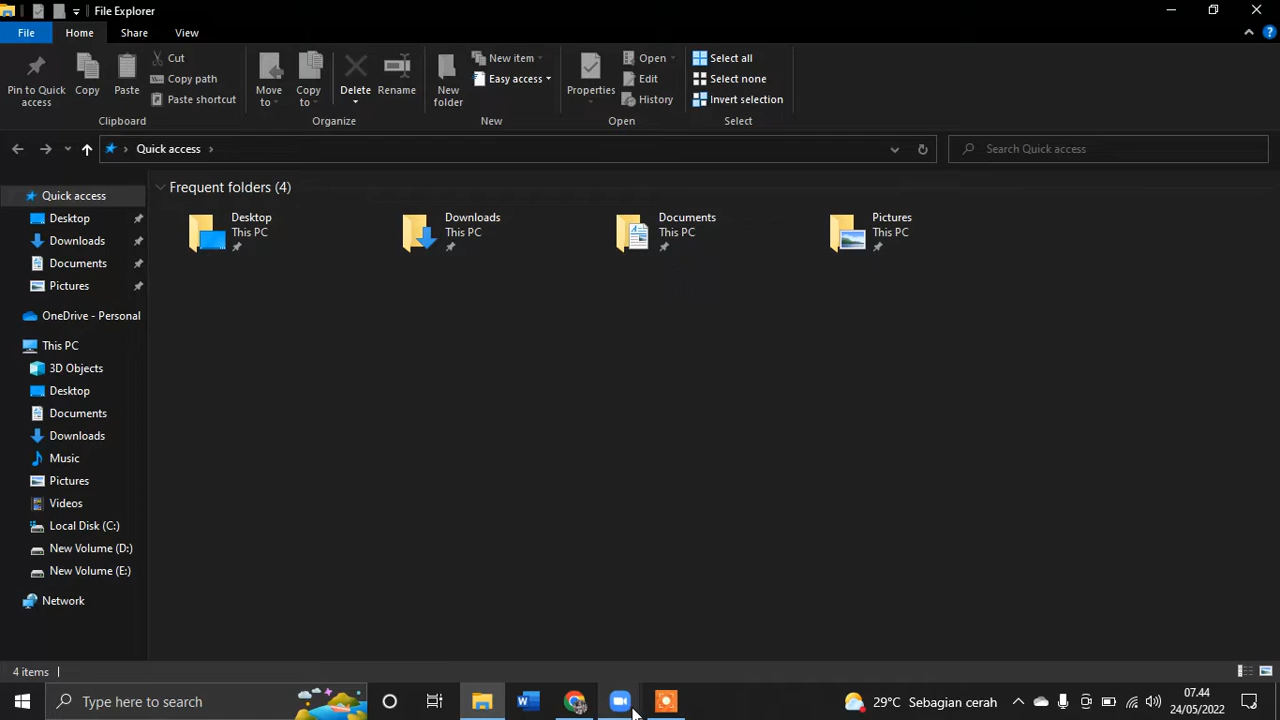 File Explorer
File Home Share View
Pin to Quick access
Copy
Paste
Cut
Copy path
Paste shortcut
Clipboard
Move to
Copy to
Delete
Rename
Organize
New folder
New item
Easy access
New
Properties
Open
Edit
History
Open
Select all
Select none
Invert selection
Select
Quick access
Search Quick access
Quick access
Desktop
Downloads
Documents
Pictures
OneDrive - Personal
This PC
3D Objects
Desktop
Documents
Downloads
Music
Pictures
Videos
Local Disk (C:)
New Volume (D:)
New Volume (E:)
Network
Frequent folders (4)
Desktop
This PC
Downloads
This PC
Documents
This PC
Pictures
This PC
4 items
Type here to search
29°C Sebagian cerah
07.44
24/05/2022